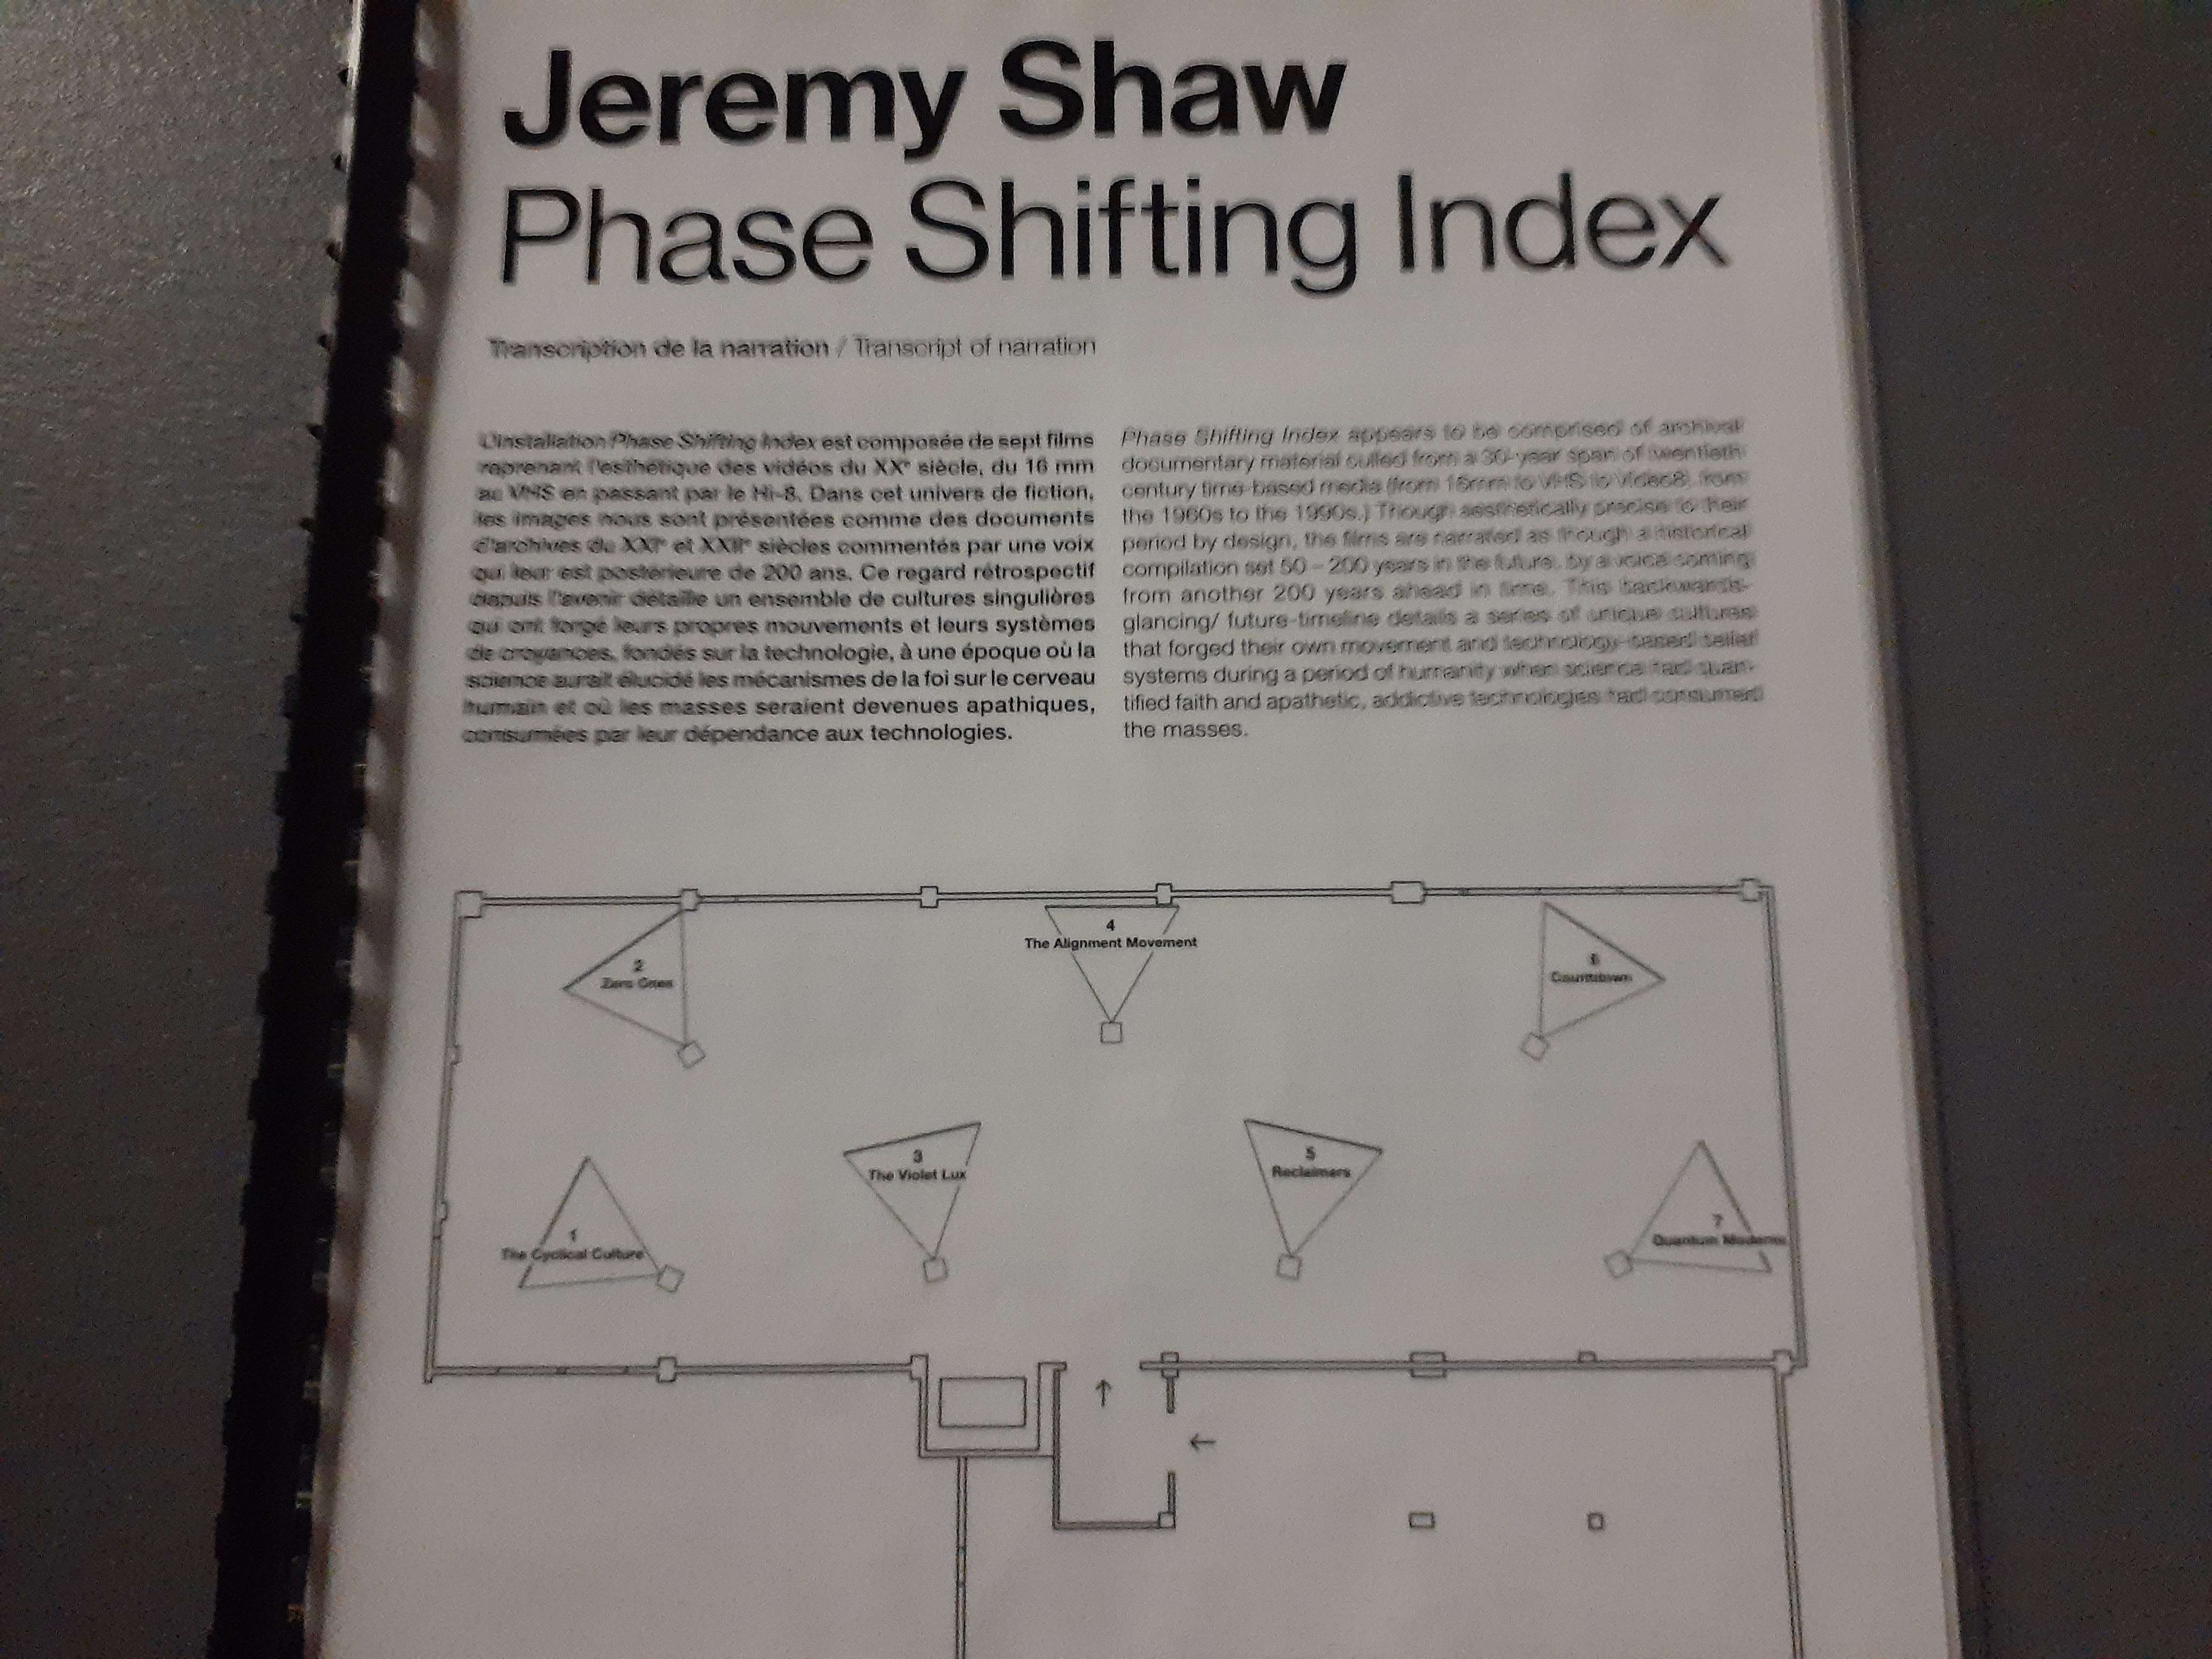 Jeremy Shaw
Phase Shifting Index
Transcription de la narration / Transcript of narration
L'installation Phase Shifting Index est composée de sept films
reprenant l'esthétique des vidéos du XXᵉ siècle, du 16 mm
au VHS en passant par le Hi-8. Dans cet univers de fiction,
les images nous sont présentées comme des documents
d'archives du XXIᵉ et XXIIᵉ siècles commentés par une voix
qui leur est postérieure de 200 ans. Ce regard rétrospectif
depuis l'avenir détaille un ensemble de cultures singulières
qui ont forgé leurs propres mouvements et leurs systèmes
de croyances, fondés sur la technologie, à une époque où la
science aurait élucidé les mécanismes de la foi sur le cerveau
humain et où les masses seraient devenues apathiques,
consumées par leur dépendance aux technologies.
Phase Shifting Index appears to be comprised of archival
documentary material culled from a 30-year span of twentieth
century time-based media (from 16mm to VHS to Video8, from
the 1960s to the 1990s.) Though aesthetically precise to their
period by design, the films are narrated as though a historical
compilation set 50 – 200 years in the future, by a voice coming
from another 200 years ahead in time. This backwards-
glancing/ future-timeline details a series of unique cultures
that forged their own movement and technology-based belief
systems during a period of humanity when science had quan-
tified faith and apathetic, addictive technologies had consumed
the masses.
2
Zero Ones
4
The Alignment Movement
6
Countdown
1
The Cyclical Culture
3
The Violet Lux
5
Reclaimers
7
Quantum Moderns